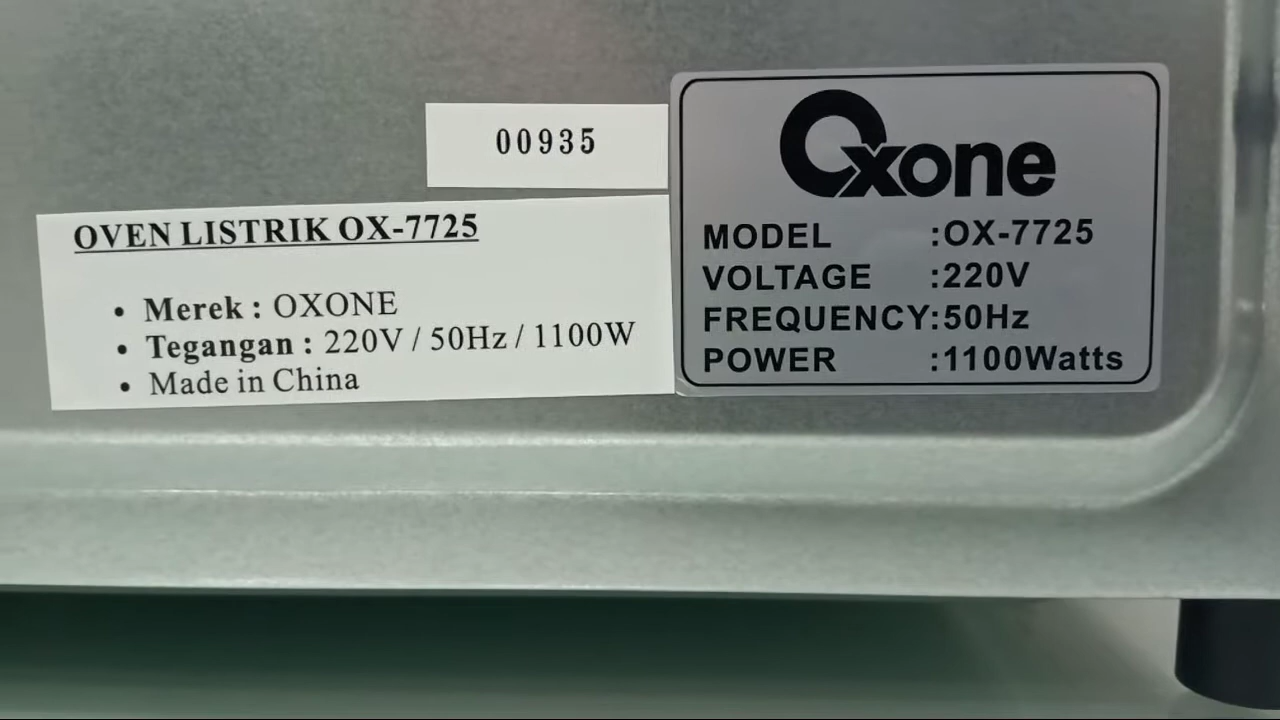 00935
OVEN LISTRIK OX-7725
• Merek : OXONE
• Tegangan : 220V / 50Hz / 1100W
• Made in China
Oxone
MODEL :OX-7725
VOLTAGE :220V
FREQUENCY:50Hz
POWER :1100Watts